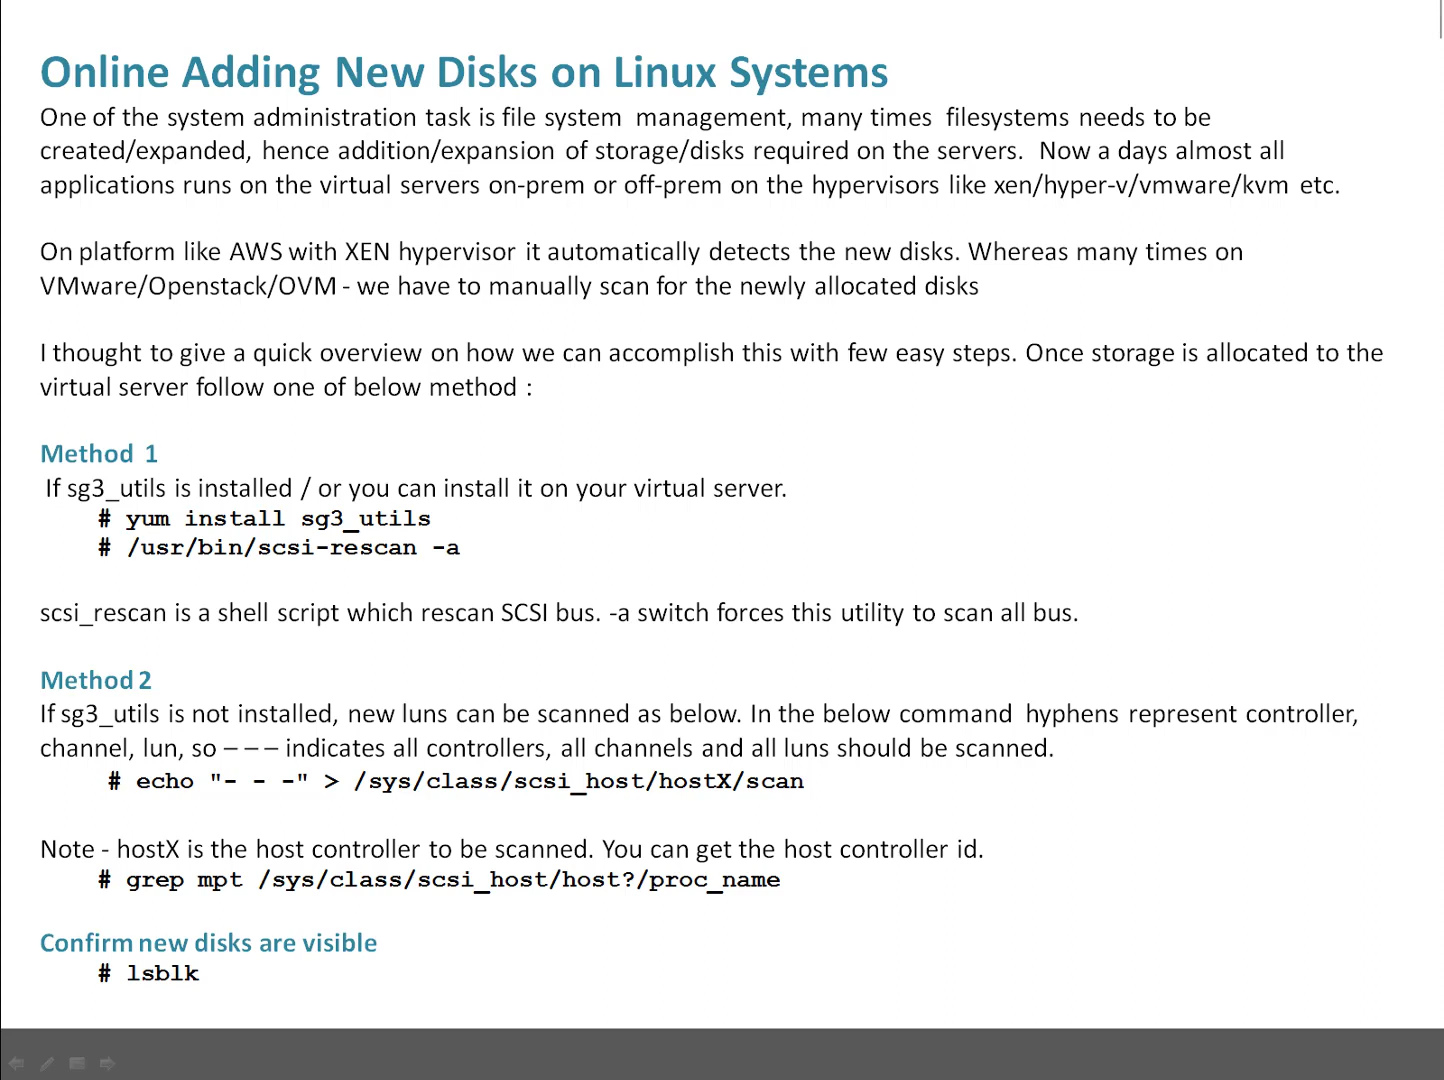 Online Adding New Disks on Linux Systems
One of the system administration task is file system management, many times filesystems needs to be
created/expanded, hence addition/expansion of storage/disks required on the servers. Now a days almost all
applications runs on the virtual servers on-prem or off-prem on the hypervisors like xen/hyper-v/vmware/kvm etc.
On platform like AWS with XEN hypervisor it automatically detects the new disks. Whereas many times on
VMware/Openstack/OVM - we have to manually scan for the newly allocated disks
I thought to give a quick overview on how we can accomplish this with few easy steps. Once storage is allocated to the
virtual server follow one of below method :
Method 1
If sg3_utils is installed / or you can install it on your virtual server.
# yum install sg3_utils
# /usr/bin/scsi-rescan -a
scsi_rescan is a shell script which rescan SCSI bus. -a switch forces this utility to scan all bus.
Method 2
If sg3_utils is not installed, new luns can be scanned as below. In the below command hyphens represent controller,
channel, lun, so – – – indicates all controllers, all channels and all luns should be scanned.
# echo "- - -" > /sys/class/scsi_host/hostX/scan
Note - hostX is the host controller to be scanned. You can get the host controller id.
# grep mpt /sys/class/scsi_host/host?/proc_name
Confirm new disks are visible
# lsblk